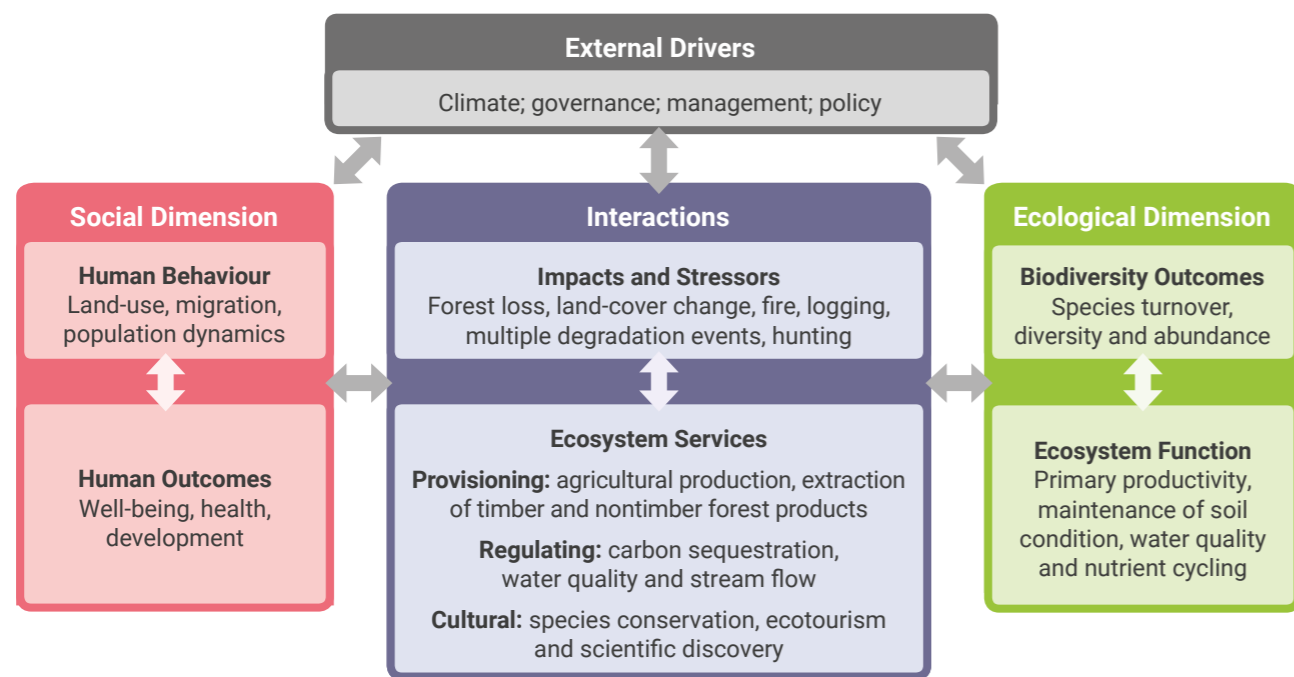 External Drivers
Climate; governance; management; policy
Social Dimension
Human Behaviour
Land-use, migration,
population dynamics
Human Outcomes
Well-being, health,
development
Interactions
Impacts and Stressors
Forest loss, land-cover change, fire, logging,
multiple degradation events, hunting
Ecosystem Services
Provisioning: agricultural production, extraction
of timber and nontimber forest products
Regulating: carbon sequestration,
water quality and stream flow
Cultural: species conservation, ecotourism
and scientific discovery
Ecological Dimension
Biodiversity Outcomes
Species turnover,
diversity and abundance
Ecosystem Function
Primary productivity,
maintenance of soil
condition, water quality
and nutrient cycling